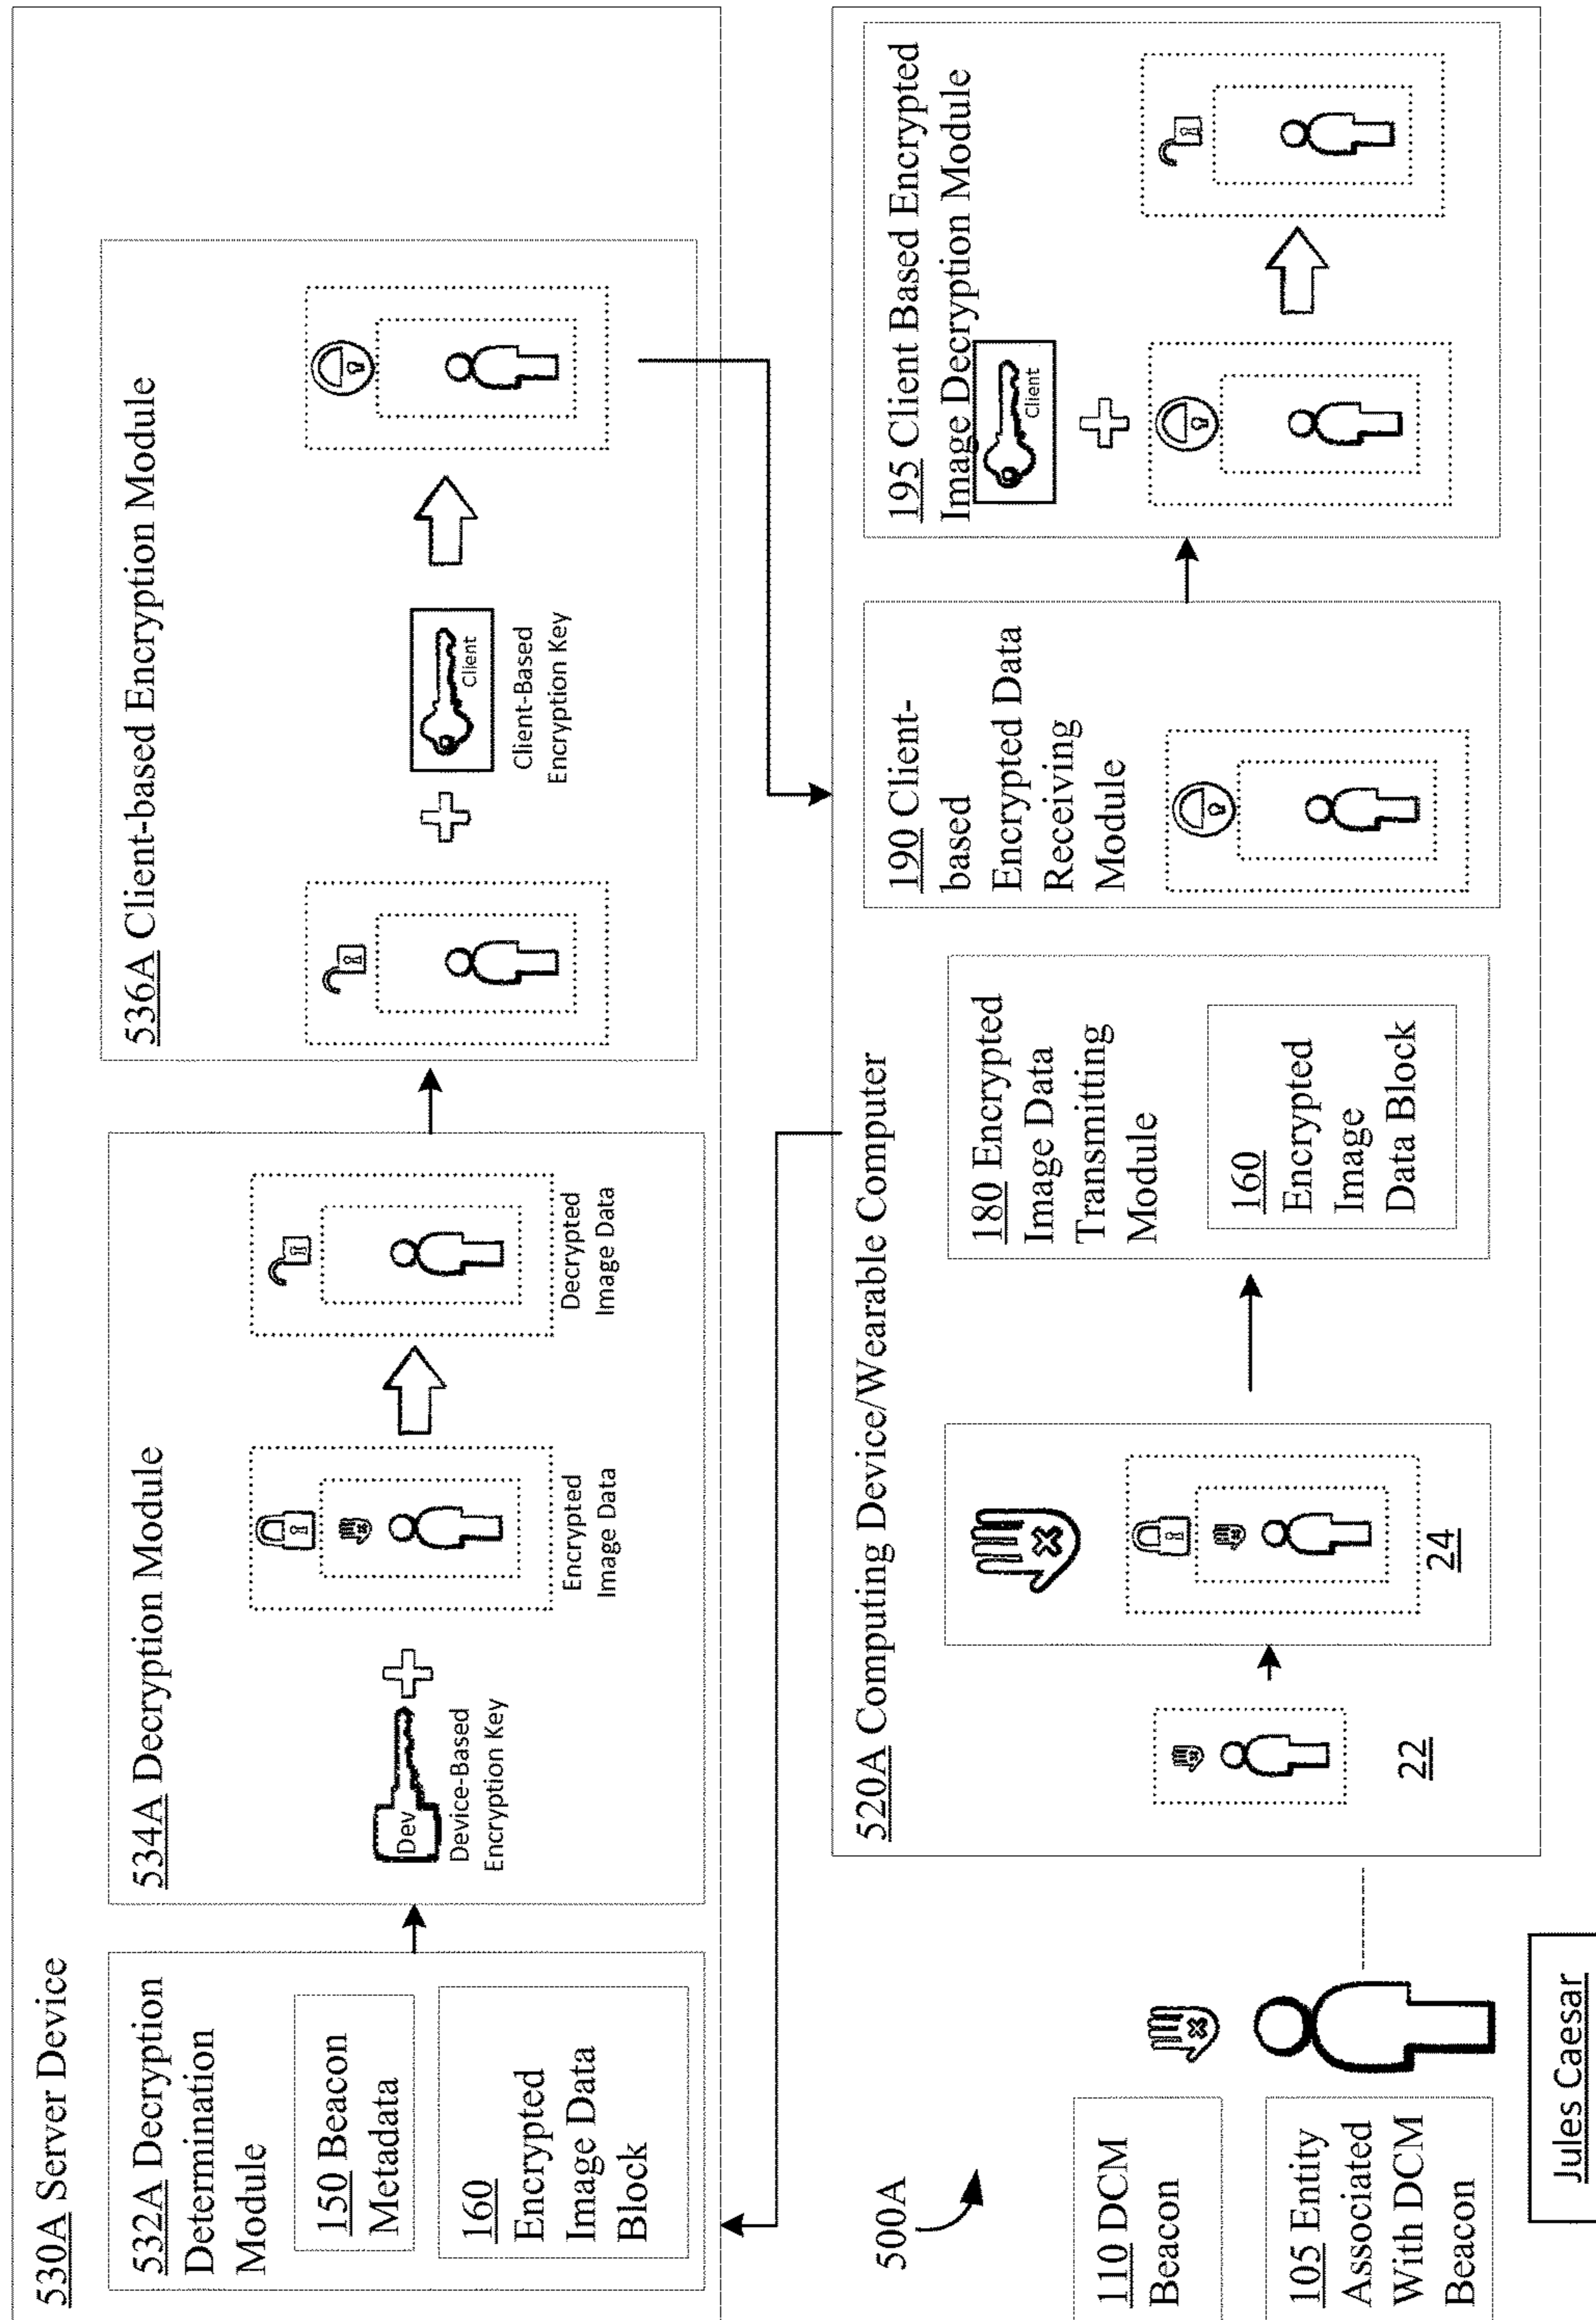 530A Server Device
532A Decryption
Determination
Module
150 Beacon
Metadata
160
Encrypted
Image Data
Block
534A Decryption Module
Dev
Device-Based
Encryption Key
Encrypted
Image Data
Decrypted
Image Data
536A Client-based Encryption Module
Client
Client-Based
Encryption Key
500A
110 DCM
Beacon
105 Entity
Associated
With DCM
Beacon
Jules Caesar
520A Computing Device/Wearable Computer
22
24
180 Encrypted
Image Data
Transmitting
Module
160
Encrypted
Image
Data Block
190 Client-
based
Encrypted Data
Receiving
Module
195 Client Based Encrypted
Image Decryption Module
Client